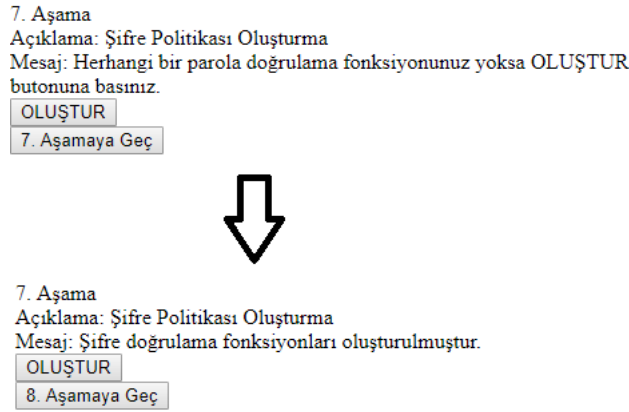 7. Aşama
Açıklama: Şifre Politikası Oluşturma
Mesaj: Herhangi bir parola doğrulama fonksiyonunuz yoksa OLUŞTUR
butonuna basınız.
OLUŞTUR
7. Aşamaya Geç
7. Aşama
Açıklama: Şifre Politikası Oluşturma
Mesaj: Şifre doğrulama fonksiyonları oluşturulmuştur.
OLUŞTUR
8. Aşamaya Geç